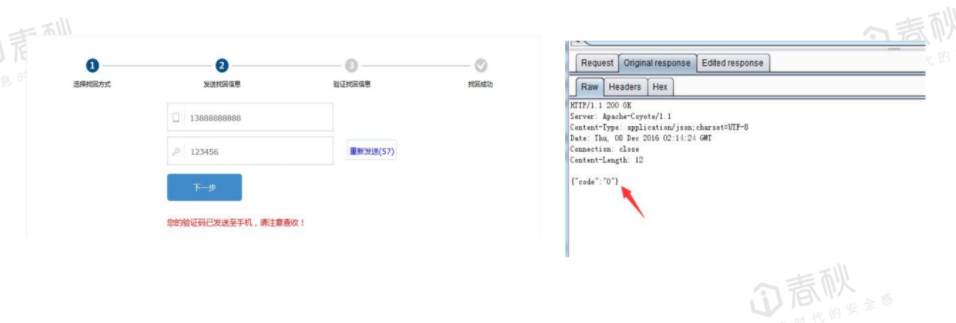 春秋
1
2
3
选择找回方式
发送找回信息
验证找回信息
找回成功
13888888888
123456
重新发送(57)
下一步
您的验证码已发送至手机，请注意查收！
春秋
Request
Original response
Edited response
Raw
Headers
Hex
HTTP/1.1 200 OK
Server: Apache-Coyote/1.1
Content-Type: application/json;charset=UTF-8
Date: Thu, 08 Dec 2016 02:14:24 GMT
Connection: close
Content-Length: 12
{"code":"0"}
春秋
时代的安全感